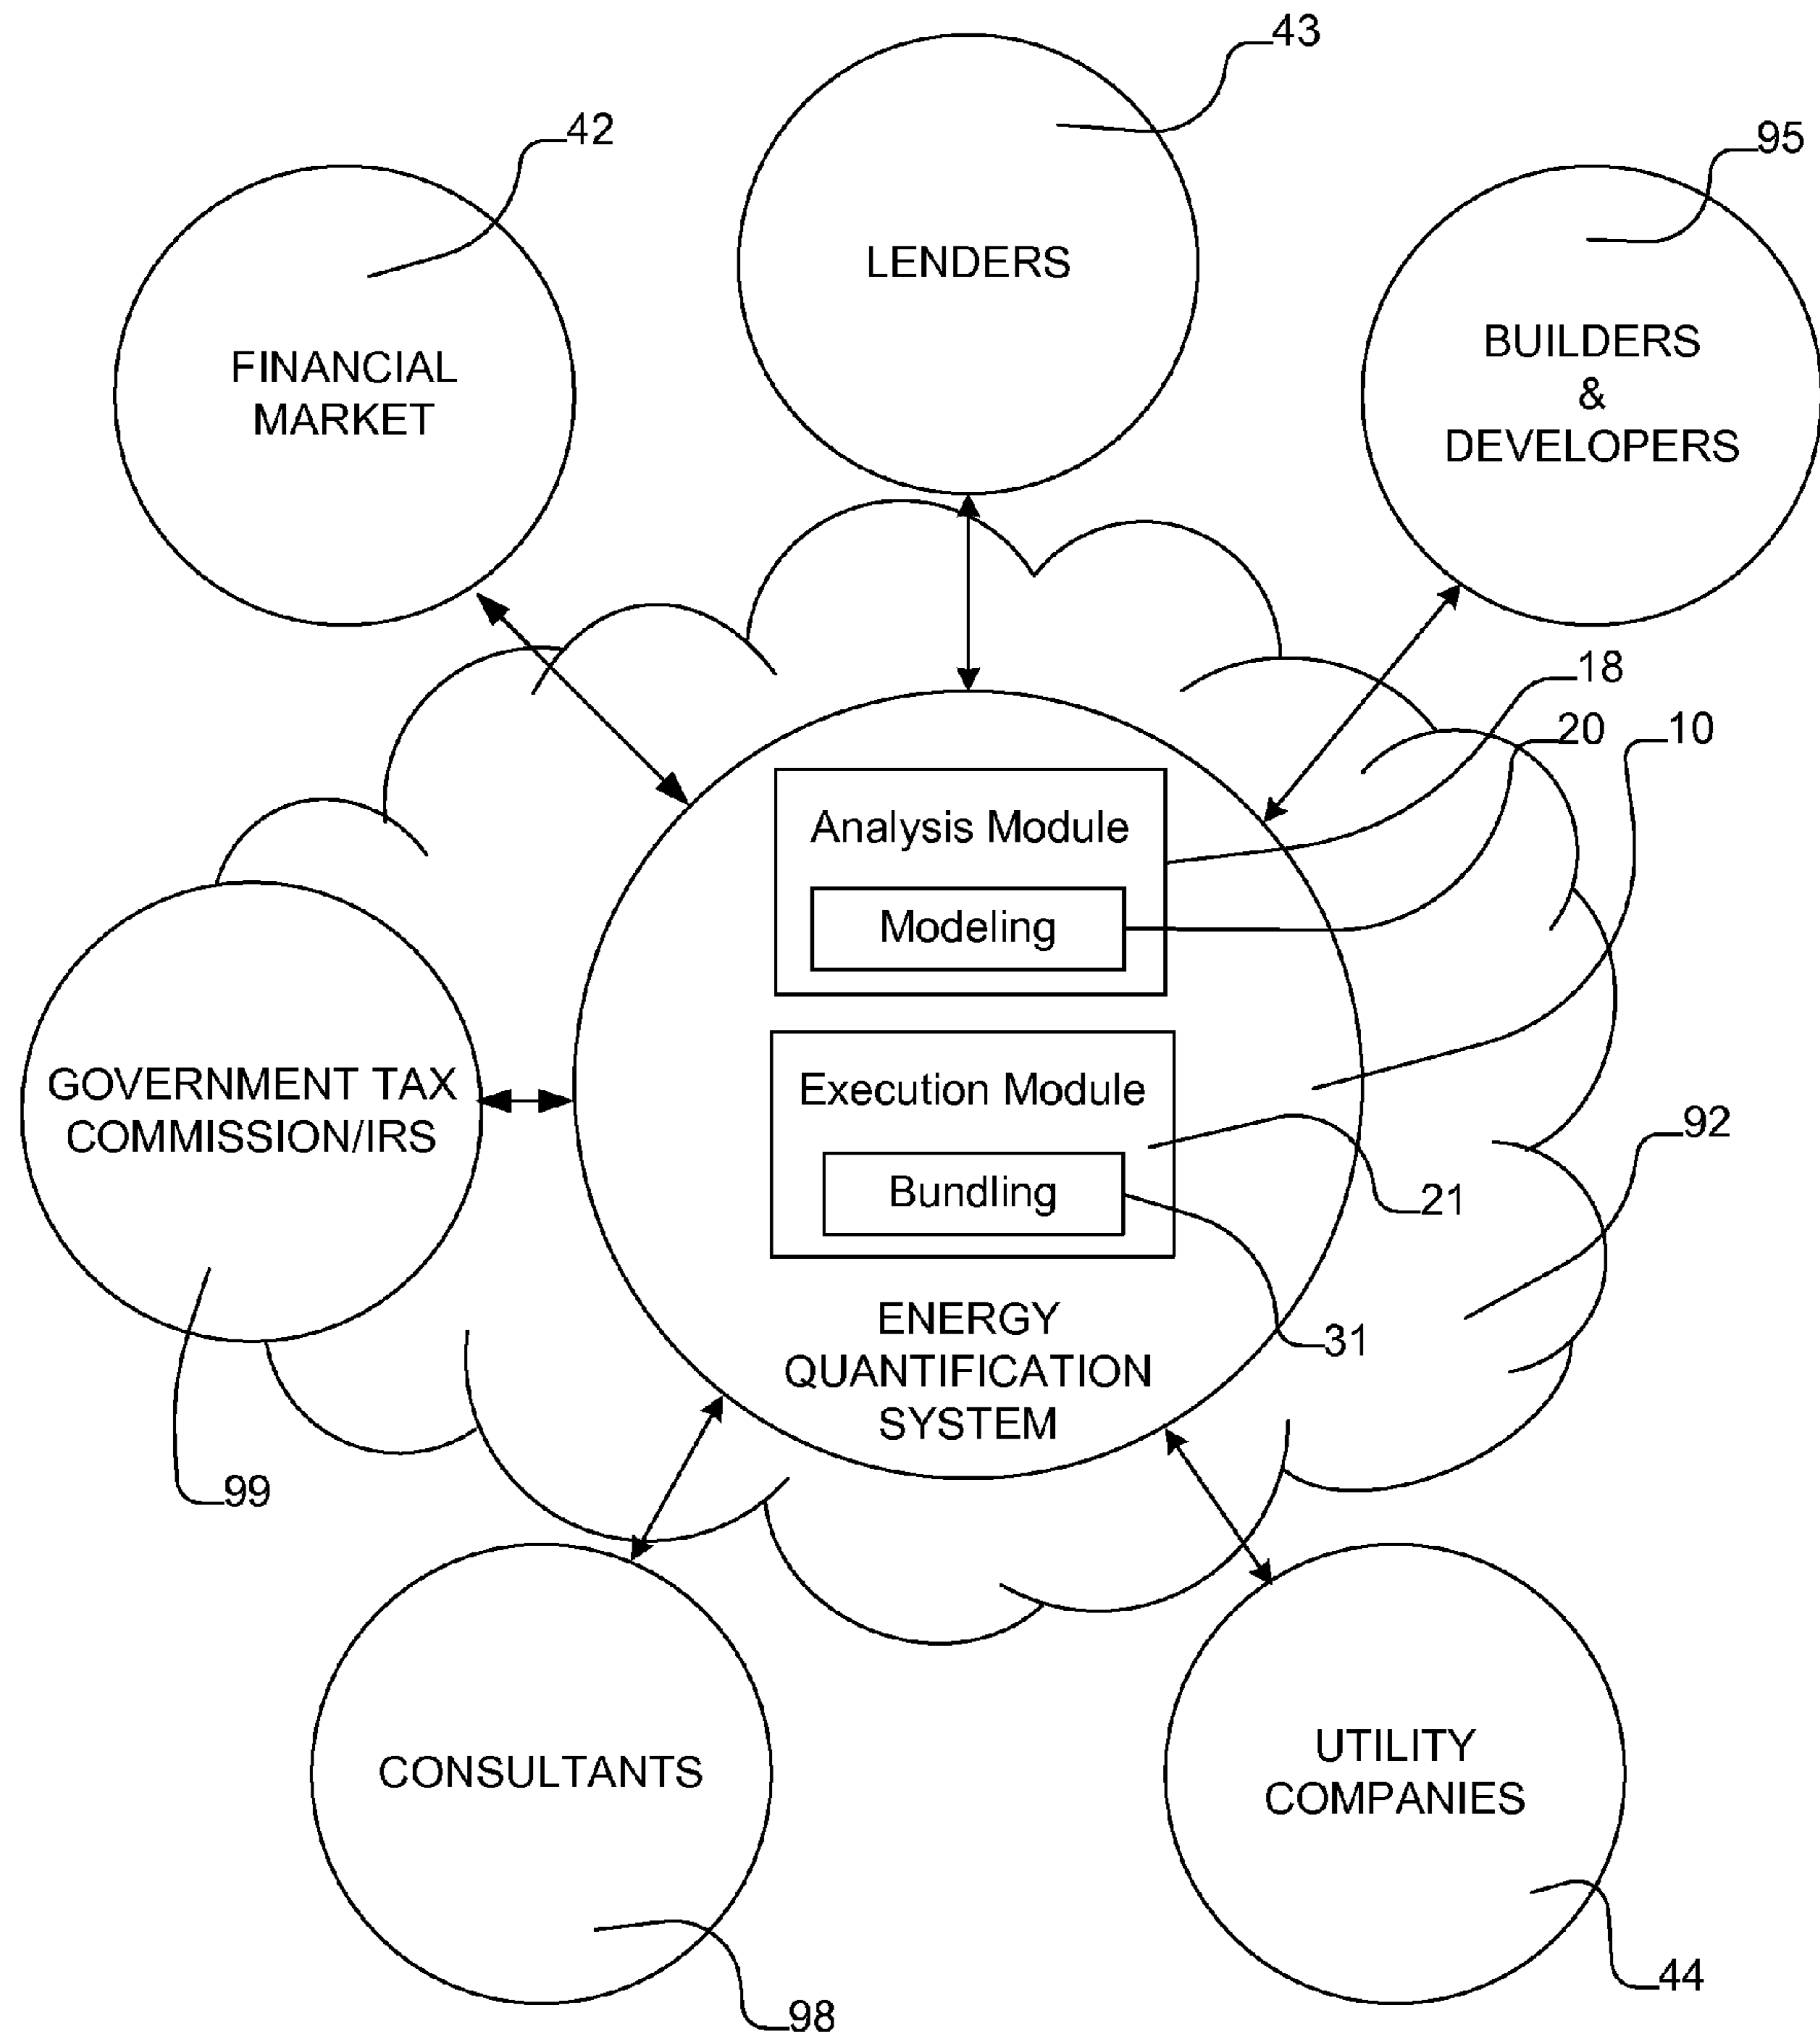 43
42
95
LENDERS
FINANCIAL
MARKET
BUILDERS
&
DEVELOPERS
18
20
10
Analysis Module
Modeling
GOVERNMENT TAX
COMMISSION/IRS
Execution Module
Bundling
92
21
31
ENERGY
QUANTIFICATION
SYSTEM
99
CONSULTANTS
UTILITY
COMPANIES
44
98